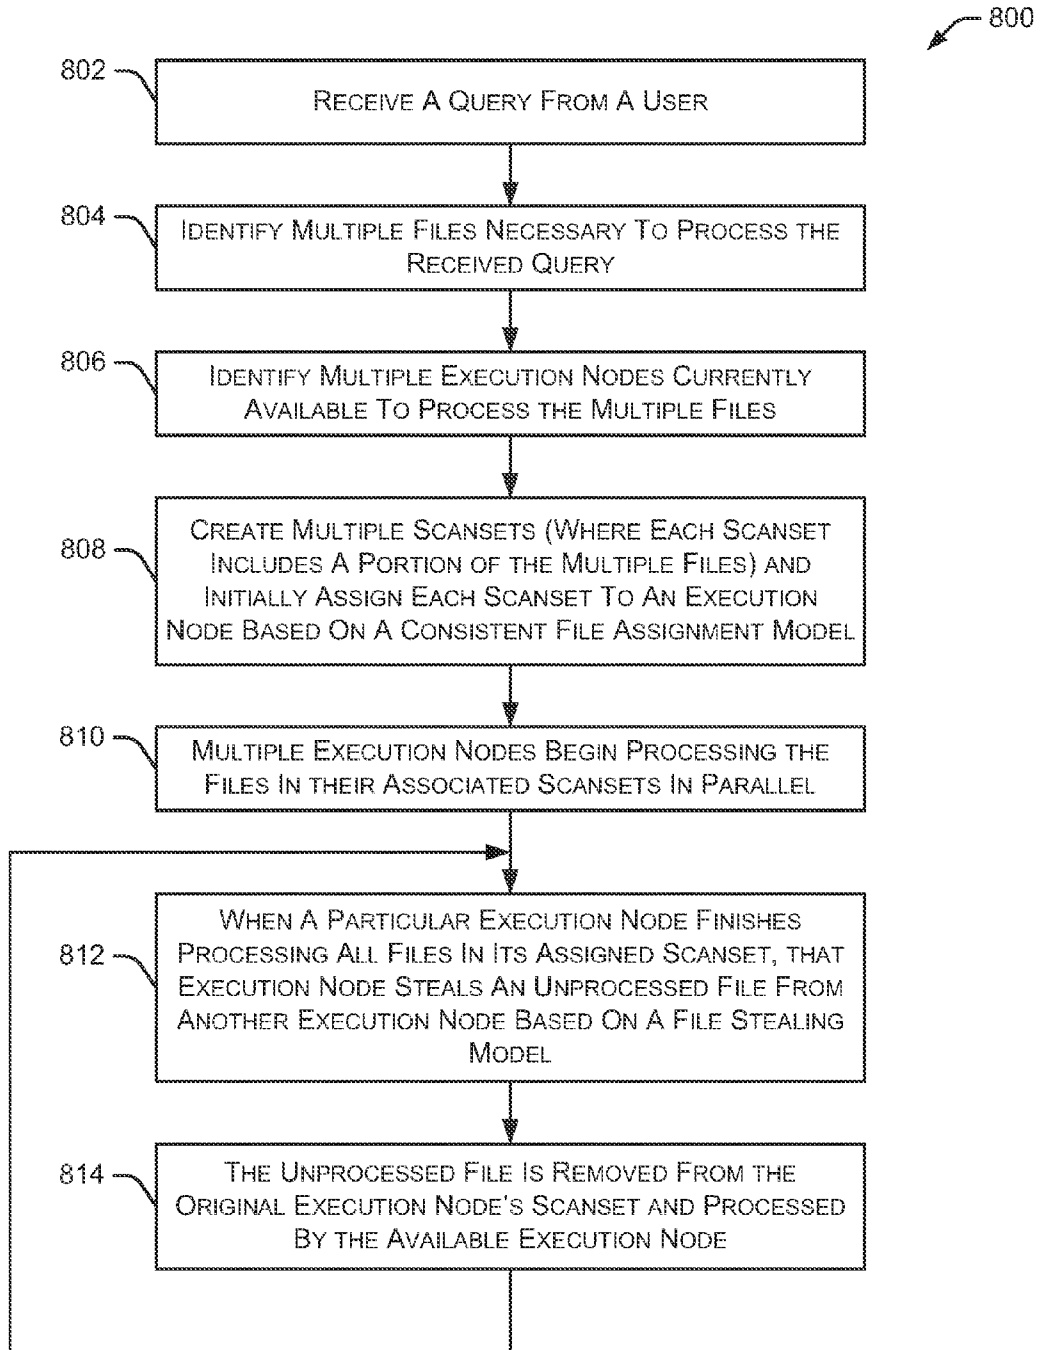 800
802
RECEIVE A QUERY FROM A USER
804
IDENTIFY MULTIPLE FILES NECESSARY TO PROCESS THE
RECEIVED QUERY
806
IDENTIFY MULTIPLE EXECUTION NODES CURRENTLY
AVAILABLE TO PROCESS THE MULTIPLE FILES
808
CREATE MULTIPLE SCANSETS (WHERE EACH SCANSET
INCLUDES A PORTION OF THE MULTIPLE FILES) AND
INITIALLY ASSIGN EACH SCANSET TO AN EXECUTION
NODE BASED ON A CONSISTENT FILE ASSIGNMENT MODEL
810
MULTIPLE EXECUTION NODES BEGIN PROCESSING THE
FILES IN THEIR ASSOCIATED SCANSETS IN PARALLEL
812
WHEN A PARTICULAR EXECUTION NODE FINISHES
PROCESSING ALL FILES IN ITS ASSIGNED SCANSET, THAT
EXECUTION NODE STEALS AN UNPROCESSED FILE FROM
ANOTHER EXECUTION NODE BASED ON A FILE STEALING
MODEL
814
THE UNPROCESSED FILE IS REMOVED FROM THE
ORIGINAL EXECUTION NODE'S SCANSET AND PROCESSED
BY THE AVAILABLE EXECUTION NODE